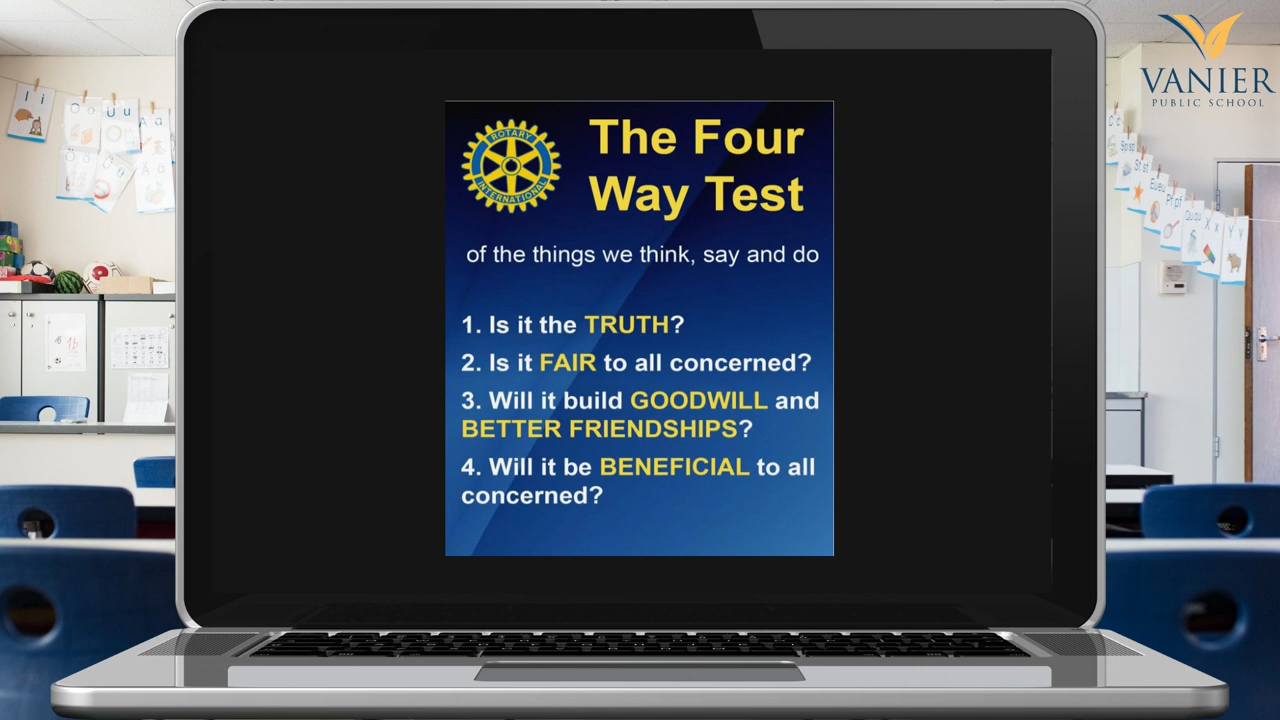 VANIER
PUBLIC SCHOOL
ROTARY
INTERNATIONAL
The Four
Way Test
of the things we think, say and do
1. Is it the TRUTH?
2. Is it FAIR to all concerned?
3. Will it build GOODWILL and
BETTER FRIENDSHIPS?
4. Will it be BENEFICIAL to all
concerned?